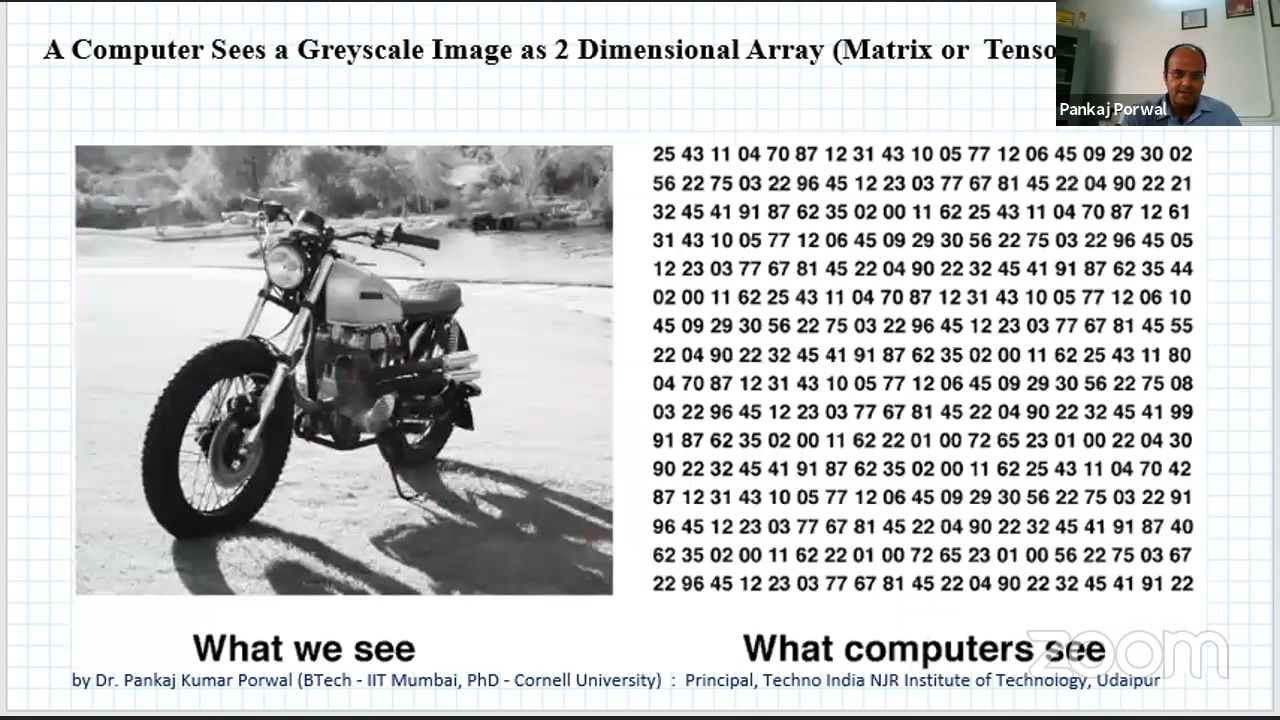 A Computer Sees a Greyscale Image as 2 Dimensional Array (Matrix or Tenso
Pankaj Porwal
25 43 11 04 70 87 12 31 43 10 05 77 12 06 45 09 29 30 02
56 22 75 03 22 96 45 12 23 03 77 67 81 45 22 04 90 22 21
32 45 41 91 87 62 35 02 00 11 62 25 43 11 04 70 87 12 61
31 43 10 05 77 12 06 45 09 29 30 56 22 75 03 22 96 45 05
12 23 03 77 67 81 45 22 04 90 22 32 45 41 91 87 62 35 44
02 00 11 62 25 43 11 04 70 87 12 31 43 10 05 77 12 06 10
45 09 29 30 56 22 75 03 22 96 45 12 23 03 77 67 81 45 55
22 04 90 22 32 45 41 91 87 62 35 02 00 11 62 25 43 11 80
04 70 87 12 31 43 10 05 77 12 06 45 09 29 30 56 22 75 08
03 22 96 45 12 23 03 77 67 81 45 22 04 90 22 32 45 41 99
91 87 62 35 02 00 11 62 22 01 00 72 65 23 01 00 22 04 30
90 22 32 45 41 91 87 62 35 02 00 11 62 25 43 11 04 70 42
87 12 31 43 10 05 77 12 06 45 09 29 30 56 22 75 03 22 91
96 45 12 23 03 77 67 81 45 22 04 90 22 32 45 41 91 87 40
62 35 02 00 11 62 22 01 00 72 65 23 01 00 56 22 75 03 67
22 96 45 12 23 03 77 67 81 45 22 04 90 22 32 45 41 91 22
What we see
What computers see
zoom
by Dr. Pankaj Kumar Porwal (BTech - IIT Mumbai, PhD - Cornell University) : Principal, Techno India NJR Institute of Technology, Udaipur